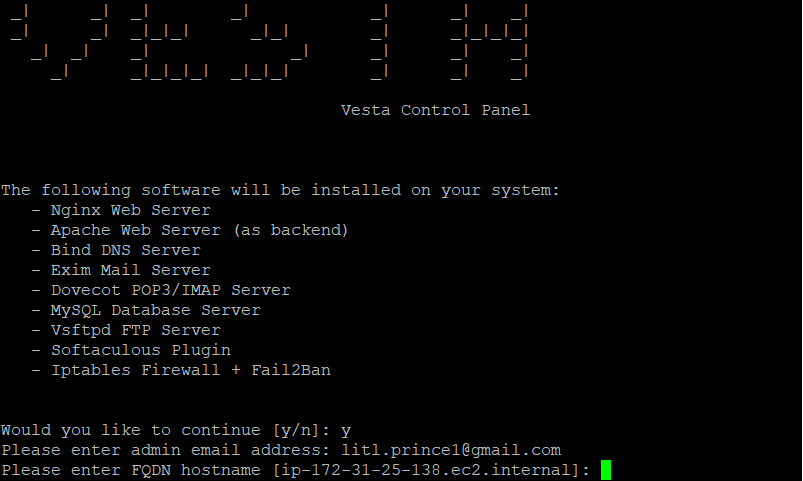 Vesta Control Panel
The following software will be installed on your system:
- Nginx Web Server
- Apache Web Server (as backend)
- Bind DNS Server
- Exim Mail Server
- Dovecot POP3/IMAP Server
- MySQL Database Server
- Vsftpd FTP Server
- Softaculous Plugin
- Iptables Firewall + Fail2Ban
Would you like to continue [y/n]: y
Please enter admin email address: litl.prince1@gmail.com
Please enter FQDN hostname [ip-172-31-25-138.ec2.internal]: